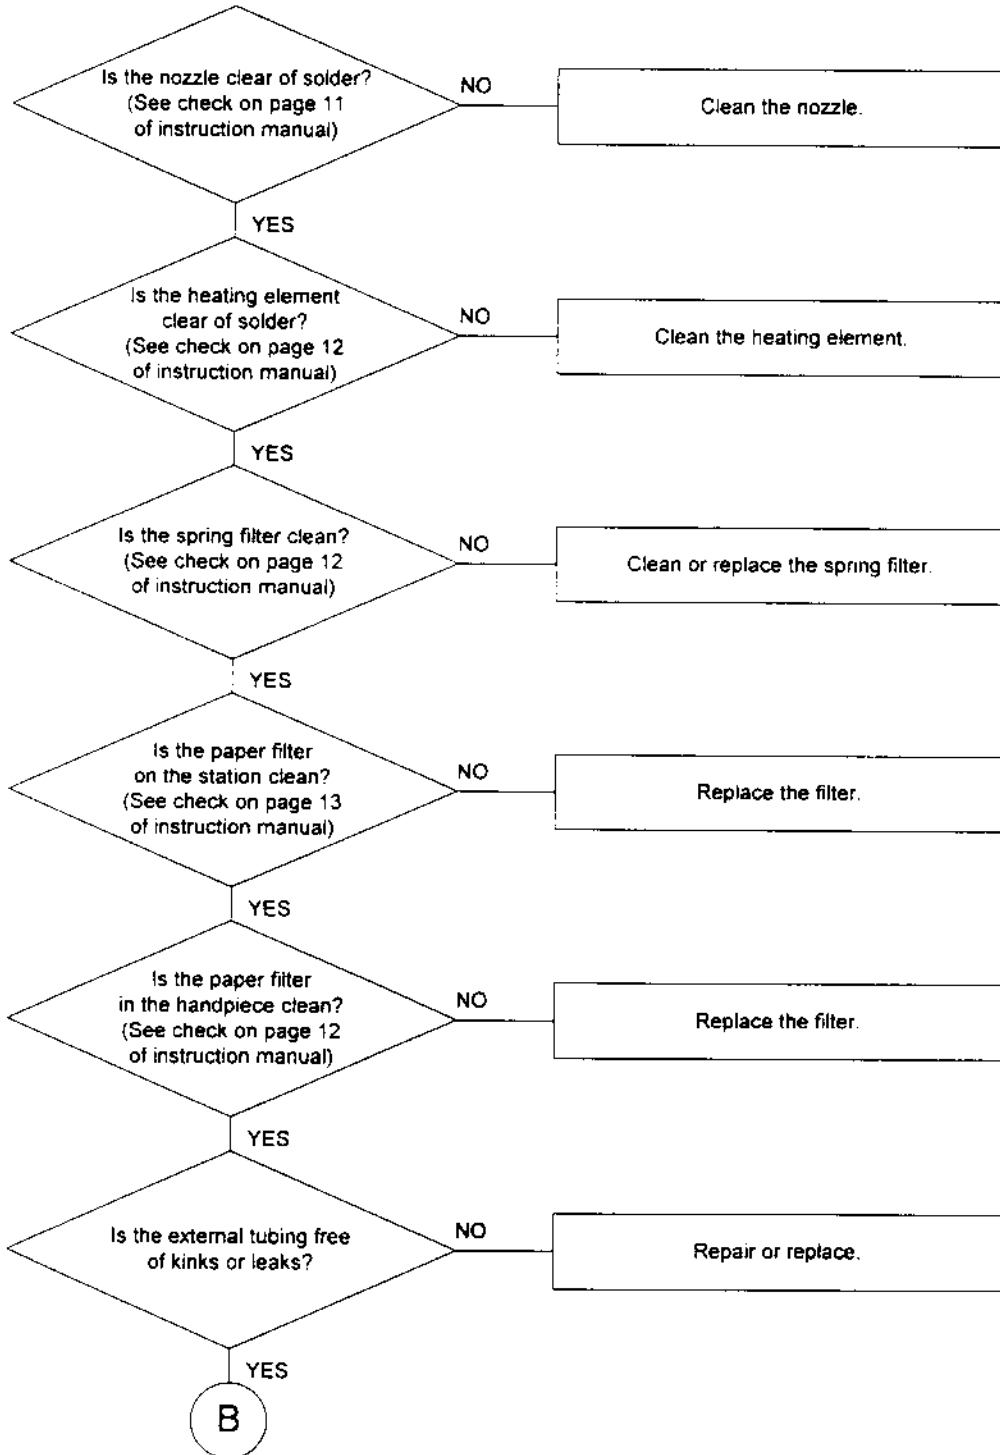 Is the nozzle clear of solder?
(See check on page 11
of instruction manual)
NO
Clean the nozzle.
YES
Is the heating element
clear of solder?
(See check on page 12
of instruction manual)
NO
Clean the heating element.
YES
Is the spring filter clean?
(See check on page 12
of instruction manual)
NO
Clean or replace the spring filter.
YES
Is the paper filter
on the station clean?
(See check on page 13
of instruction manual)
NO
Replace the filter.
YES
Is the paper filter
in the handpiece clean?
(See check on page 12
of instruction manual)
NO
Replace the filter.
YES
Is the external tubing free
of kinks or leaks?
NO
Repair or replace.
YES
B